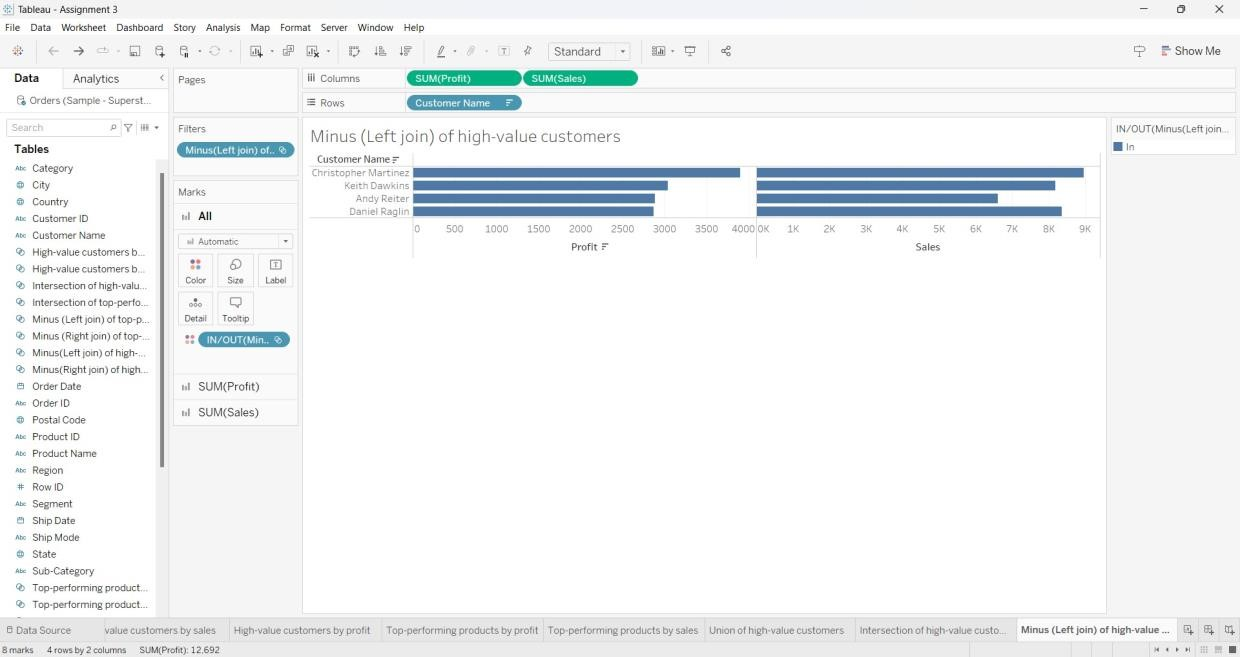 Tableau - Assignment 3
File Data Worksheet Dashboard Story Analysis Map Format Server Window Help
Standard
Show Me
Data Analytics
Orders (Sample - Superst...
Search
Tables
Abc Category
City
Country
Abc Customer ID
Abc Customer Name
High-value customers b...
High-value customers b...
Intersection of high-valu...
Intersection of top-perfo...
Minus (Left join) of top-p...
Minus (Right join) of top-...
Minus(Left join) of high-...
Minus(Right join) of high...
Order Date
Abc Order ID
Postal Code
Abc Product ID
Abc Product Name
Abc Region
# Row ID
Abc Segment
Ship Date
Abc Ship Mode
State
Abc Sub-Category
Top-performing product...
Top-performing product...
Pages
Filters
Minus(Left join) of..
Marks
All
Automatic
Color Size Label
Detail Tooltip
IN/OUT(Min..
SUM(Profit)
SUM(Sales)
Columns SUM(Profit) SUM(Sales)
Rows Customer Name
Minus (Left join) of high-value customers
Customer Name
Christopher Martinez
Keith Dawkins
Andy Reiter
Daniel Raglin
0 500 1000 1500 2000 2500 3000 3500 4000 0K 1K 2K 3K 4K 5K 6K 7K 8K 9K
Profit Sales
IN/OUT(Minus(Left join...
In
Data Source value customers by sales High-value customers by profit Top-performing products by profit Top-performing products by sales Union of high-value customers Intersection of high-value custo... Minus (Left join) of high-value ...
8 marks 4 rows by 2 columns SUM(Profit): 12,692